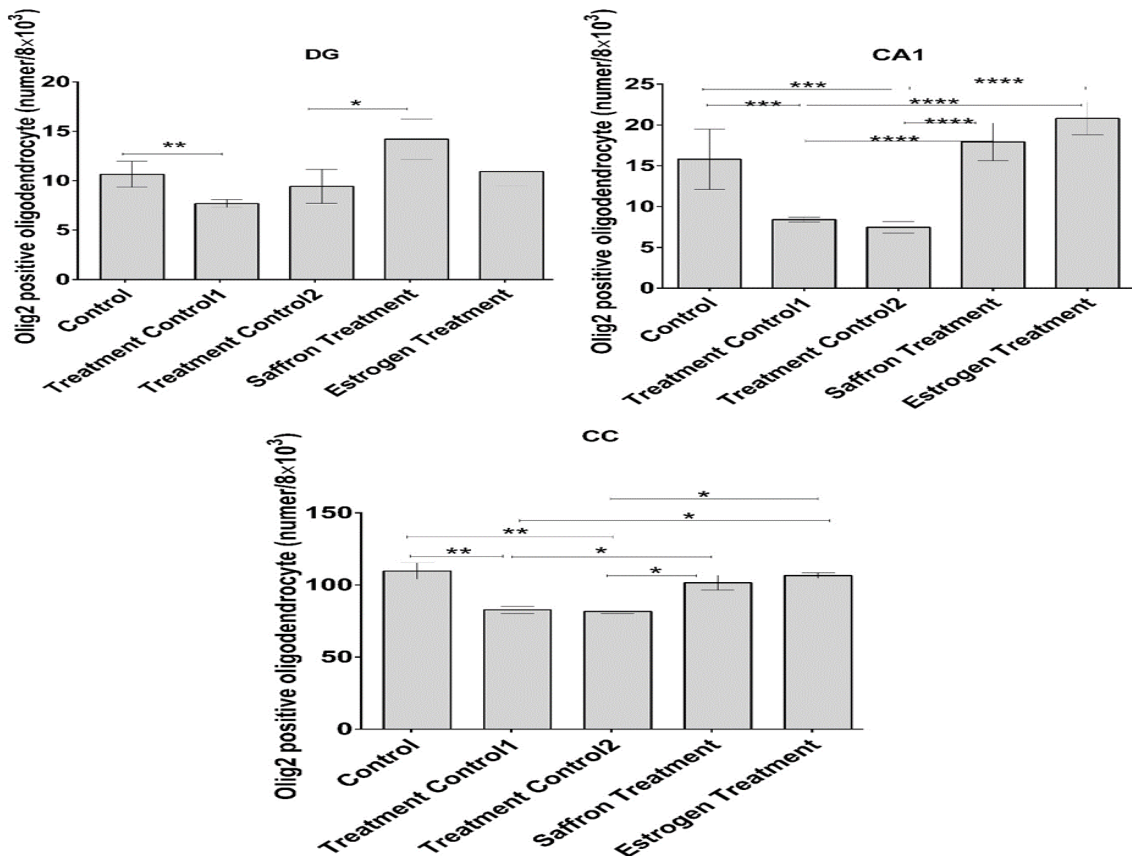 DG
Olig2 positive oligodendrocyte (numer/8×10³)
20
15
10
5
0
*
**
Control
Treatment Control1
Treatment Control2
Saffron Treatment
Estrogen Treatment
CA1
Olig2 positive oligodendrocyte (numer/8×10³)
25
20
15
10
5
0
***
****
***
****
****
****
Control
Treatment Control1
Treatment Control2
Saffron Treatment
Estrogen Treatment
CC
Olig2 positive oligodendrocyte (numer/8×10³)
150
100
50
0
*
*
**
**
*
*
Control
Treatment Control1
Treatment Control2
Saffron Treatment
Estrogen Treatment